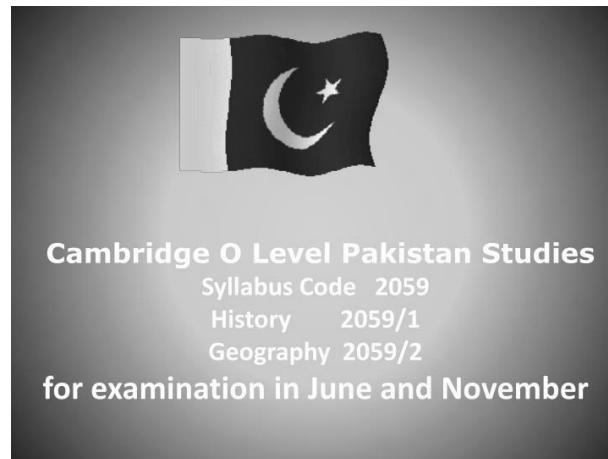 Cambridge O Level Pakistan Studies
Syllabus Code 2059
History 2059/1
Geography 2059/2
for examination in June and November